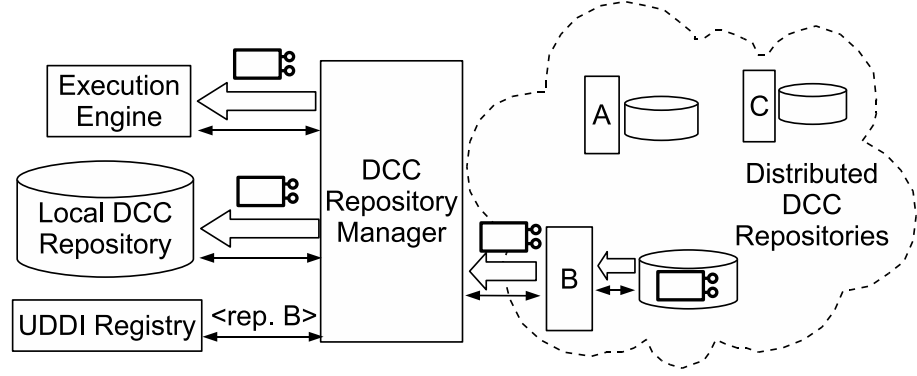 Execution
Engine
Local DCC
Repository
UDDI Registry
<rep. B>
DCC
Repository
Manager
A
C
B
Distributed
DCC
Repositories